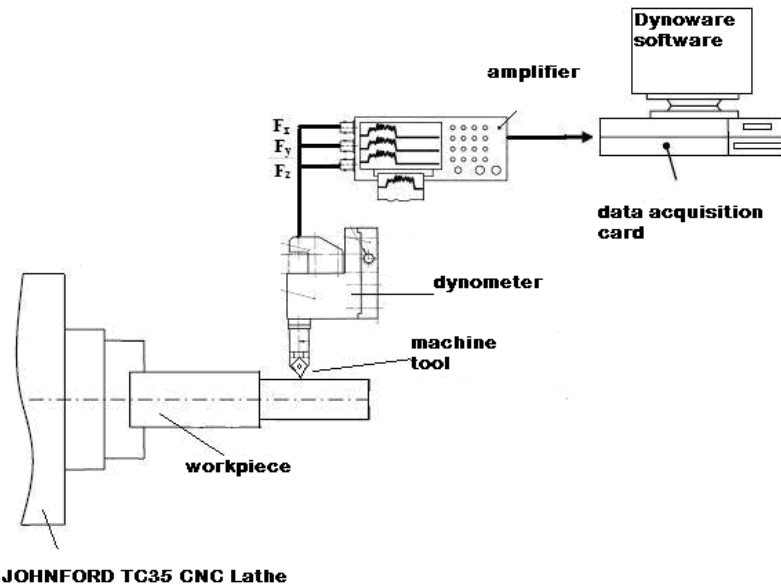 Dynoware
software
amplifier
Fx
Fy
Fz
data acquisition
card
dynometer
machine
tool
workpiece
JOHNFORD TC35 CNC Lathe